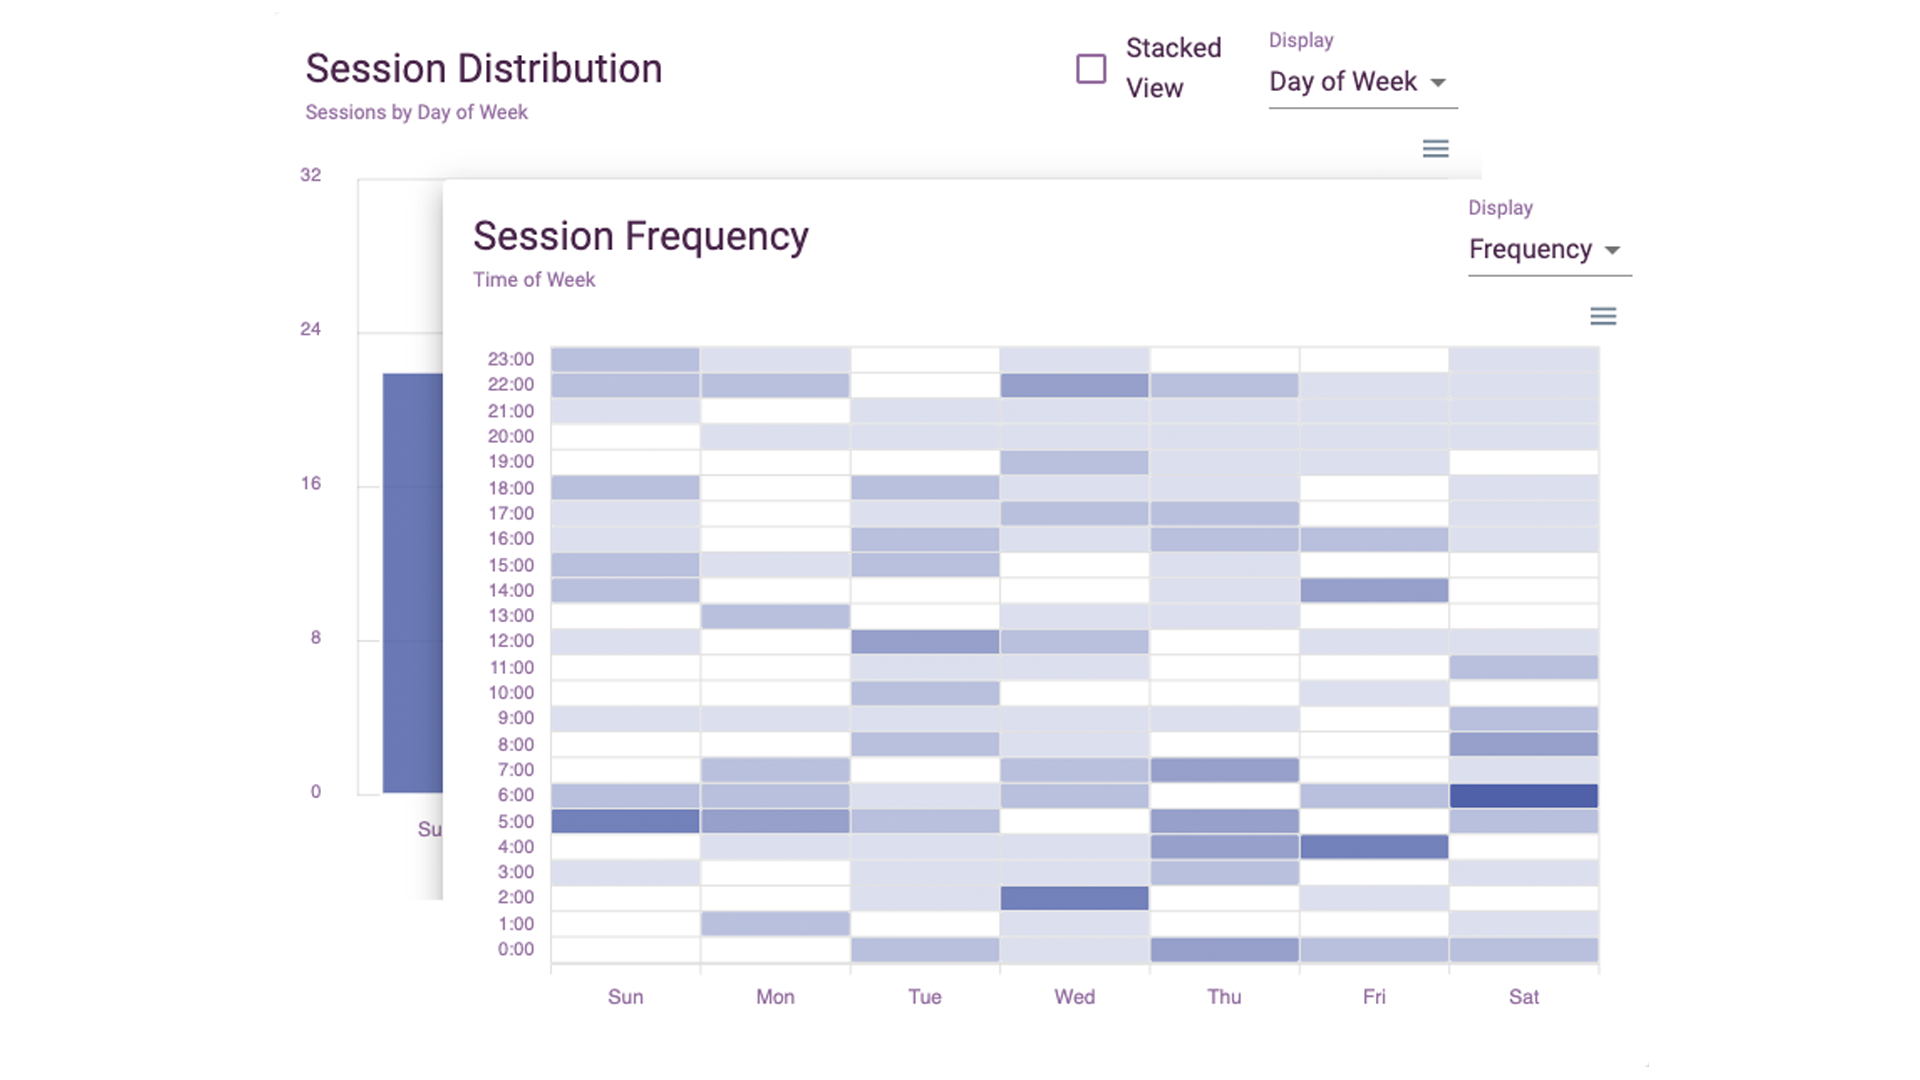 Session Distribution
Sessions by Day of Week
Stacked
View
Display
Day of Week
32
24
16
8
0
Su
Session Frequency
Time of Week
Display
Frequency
23:00
22:00
21:00
20:00
19:00
18:00
17:00
16:00
15:00
14:00
13:00
12:00
11:00
10:00
9:00
8:00
7:00
6:00
5:00
4:00
3:00
2:00
1:00
0:00
Sun Mon Tue Wed Thu Fri Sat